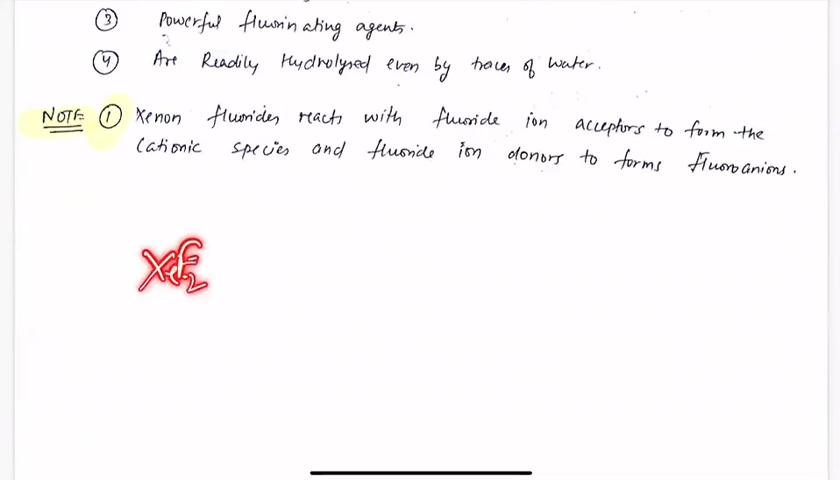 ③ Powerful fluorinating agents.
④ Are Readily Hydrolysed even by traces of water.
NOTE ① Xenon fluorides reacts with fluoride ion acceptors to form the
Cationic species and fluoride ion donors to forms Fluoroanions.
XeF₂